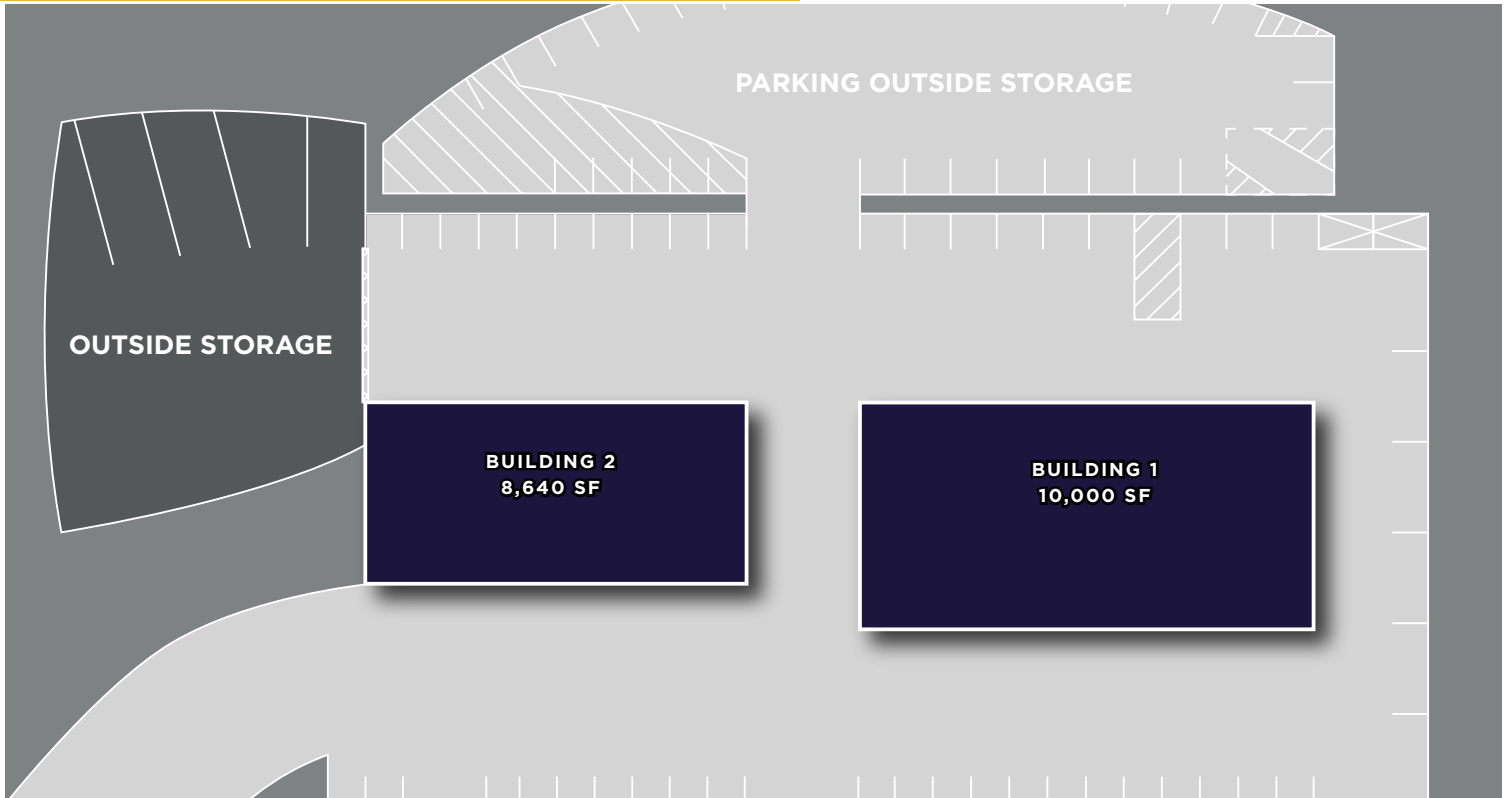 PARKING OUTSIDE STORAGE
OUTSIDE STORAGE
BUILDING 2
8,640 SF
BUILDING 1
10,000 SF